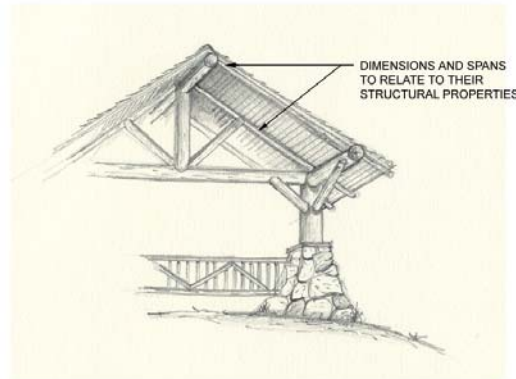 DIMENSIONS AND SPANS
TO RELATE TO THEIR
STRUCTURAL PROPERTIES